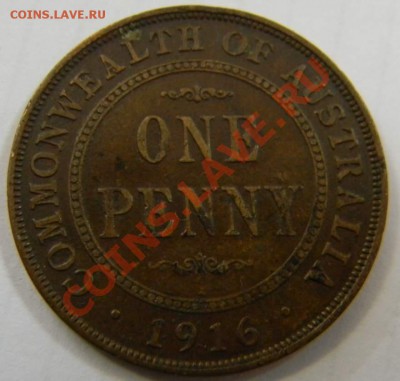 COINS.LAVE.RU
COMMONWEALTH OF AUSTRALIA
ONE
PENNY
· 1916 ·
COINS.LAVE.RU